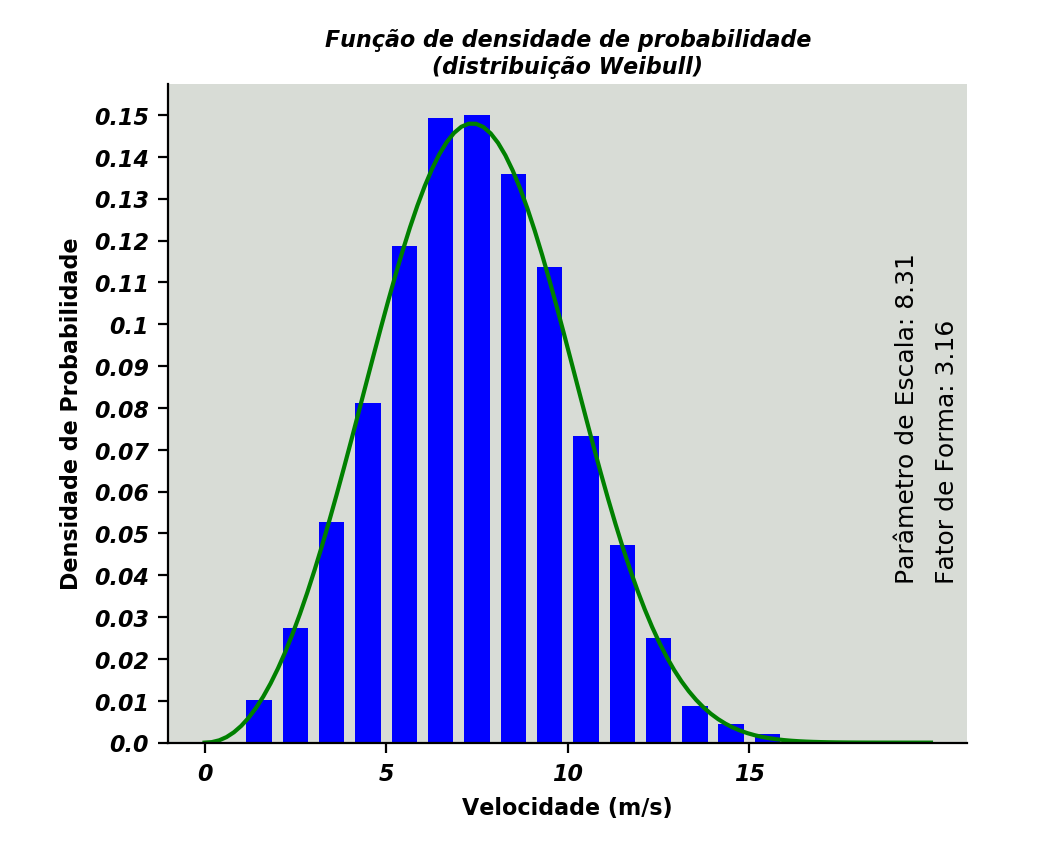 Função de densidade de probabilidade
(distribuição Weibull)
Densidade de Probabilidade
0.15
0.14
0.13
0.12
0.11
0.1
0.09
0.08
0.07
0.06
0.05
0.04
0.03
0.02
0.01
0.0
Parâmetro de Escala: 8.31
Fator de Forma: 3.16
0 5 10 15
Velocidade (m/s)